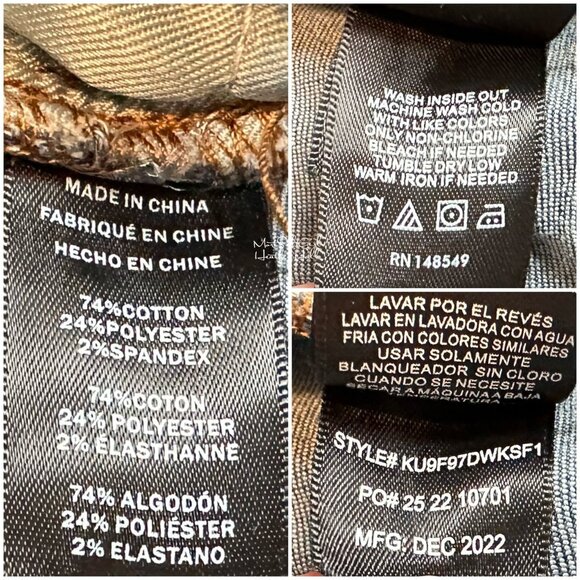 MADE IN CHINA
FABRIQUÉ EN CHINE
HECHO EN CHINE
74%COTTON
24%POLYESTER
2%SPANDEX
74%COTON
24% POLYESTER
2% ÉLASTHANNE
74% ALGODÓN
24% POLIÉSTER
2% ELASTANO
WASH INSIDE OUT
MACHINE WASH COLD
WITH LIKE COLORS
ONLY NON-CHLORINE
BLEACH IF NEEDED
TUMBLE DRY LOW
WARM IRON IF NEEDED
RN 148549
LAVAR POR EL REVÉS
LAVAR EN LAVADORA CON AGUA
FRIA CON COLORES SIMILARES
USAR SOLAMENTE
BLANQUEADOR SIN CLORO
CUANDO SE NECESITE
SECAR A MÁQUINA A BAJA
TEMPERATURA
STYLE# KU9F97DWKSF1
PO# 25 22 10701
MFG: DEC 2022